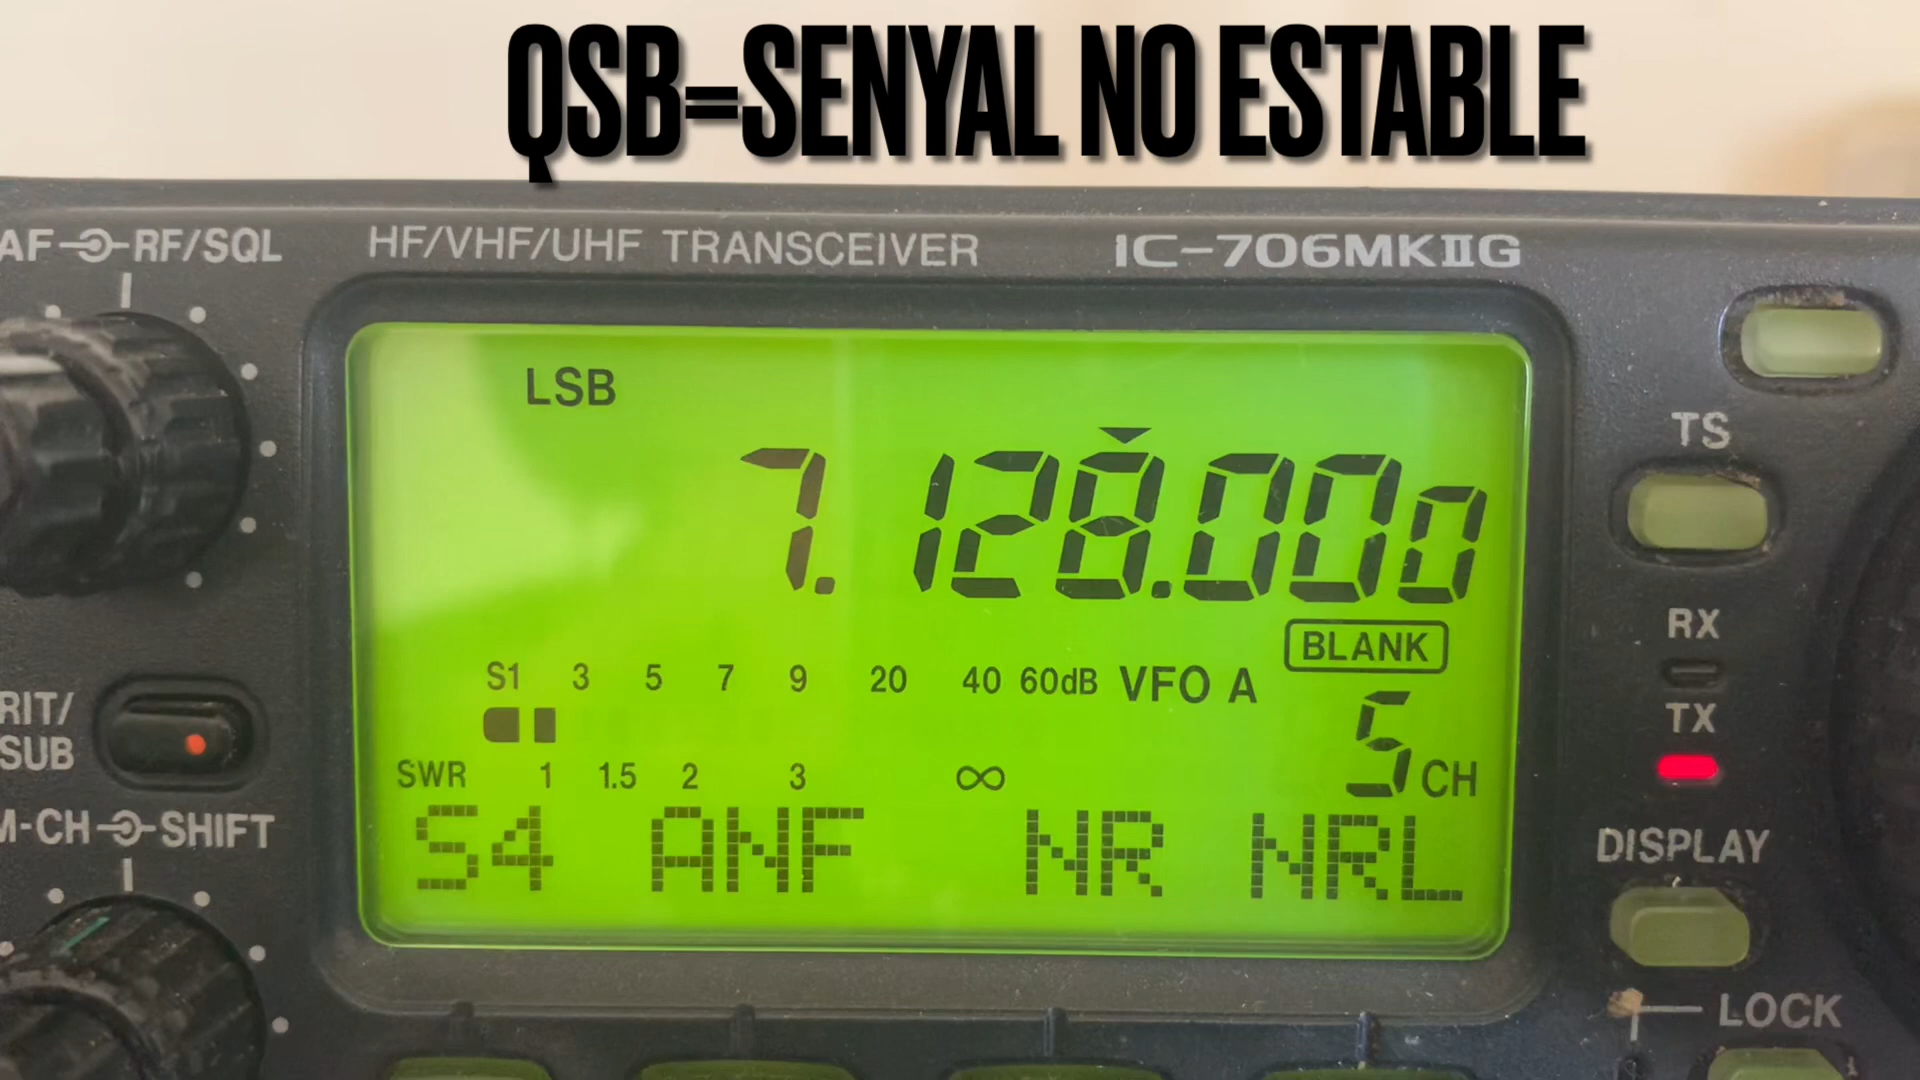 QSB=SENYAL NO ESTABLE
AF RF/SQL
HF/VHF/UHF TRANSCEIVER IC-706MKIIG
LSB
TS
7.128.000
BLANK
RX
S1 3 5 7 9 20 40 60dB VFO A
RIT/
SUB
5 CH
TX
SWR 1 1.5 2 3 ∞
M-CH SHIFT
S4 ANF NR NRL
DISPLAY
LOCK